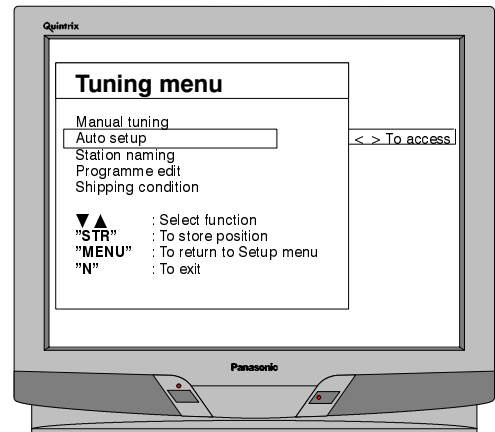 Quintrix
Tuning menu
Manual tuning
Auto setup
< > To access
Station naming
Programme edit
Shipping condition
▼ ▲ : Select function
"STR" : To store position
"MENU" : To return to Setup menu
"N" : To exit
Panasonic